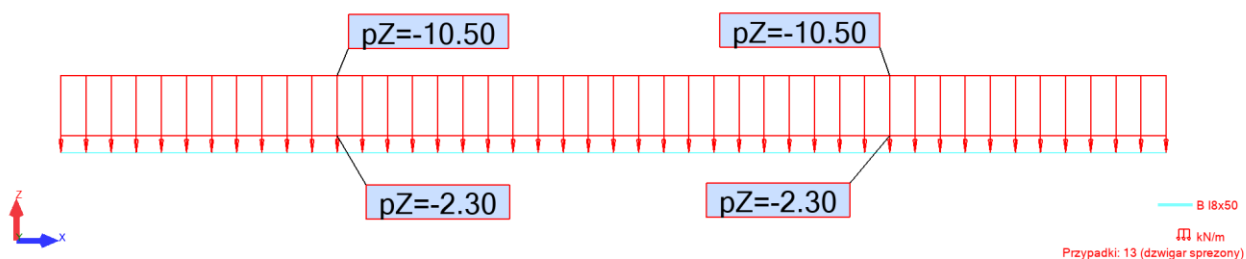 pZ=-10.50
pZ=-10.50
pZ=-2.30
pZ=-2.30
Z
X
B I8x50
kN/m
Przypadki: 13 (dzwigar sprezony)